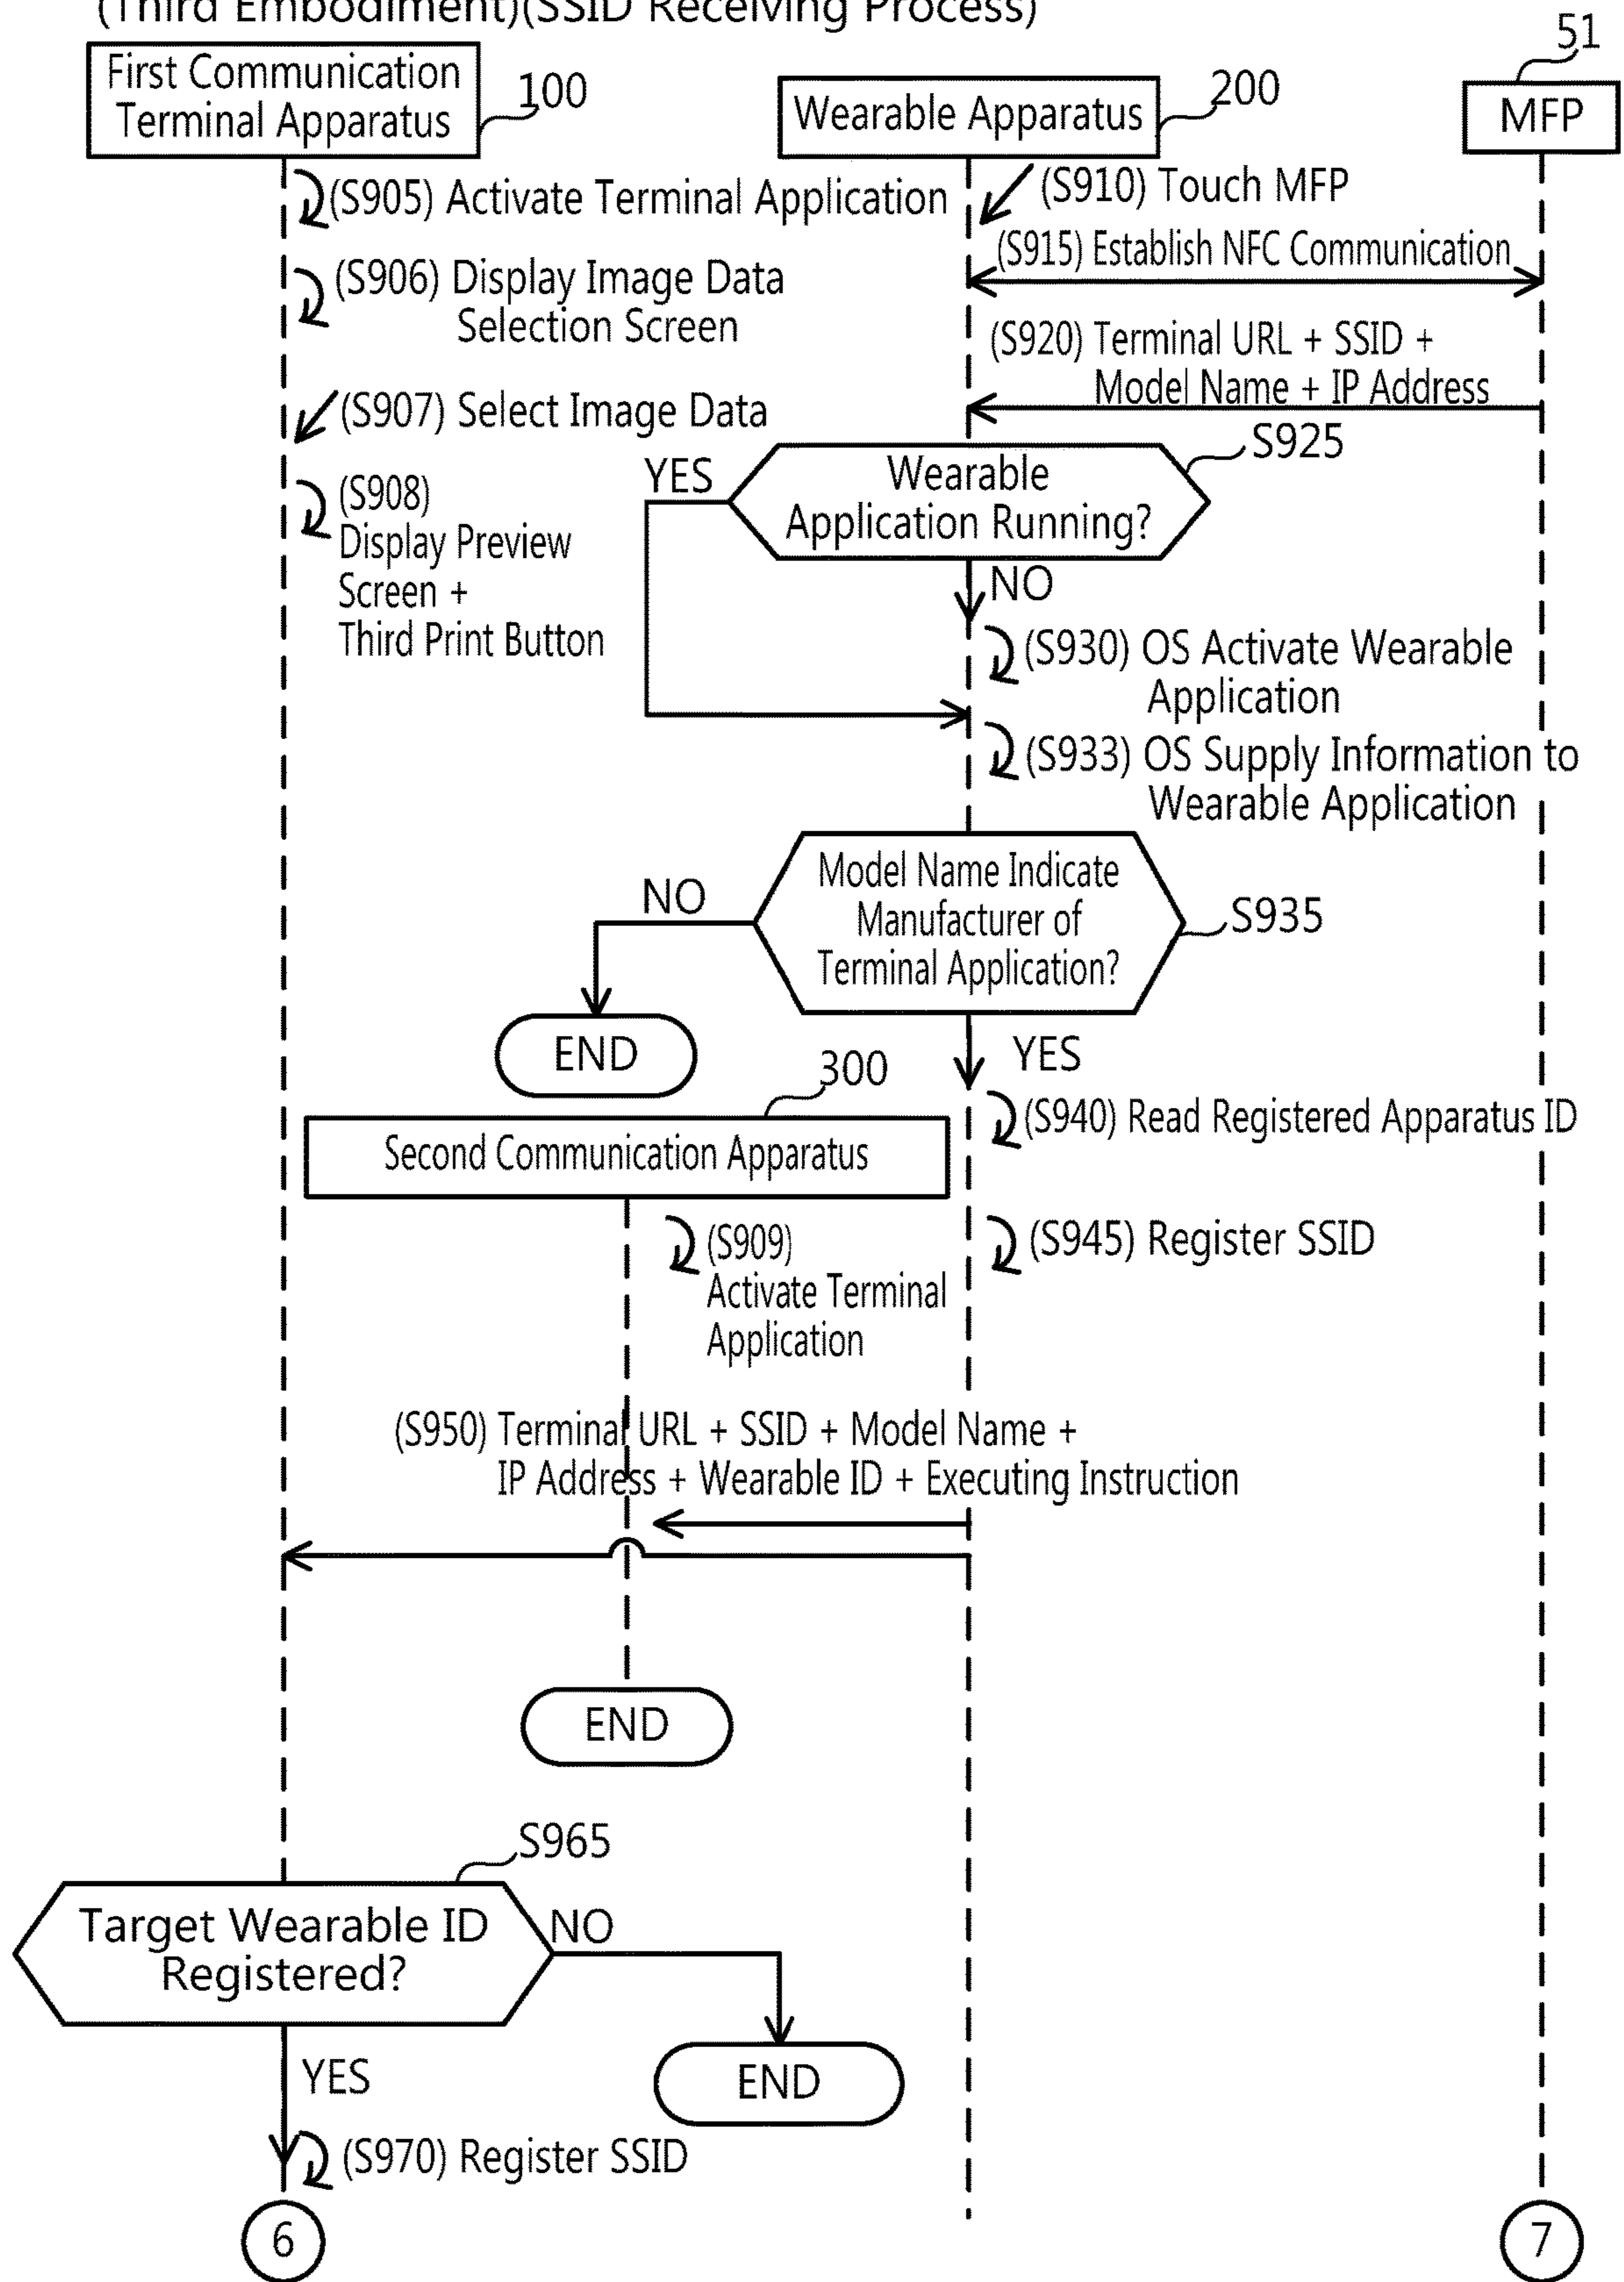 (Third Embodiment)(SSID Receiving Process)
First Communication
Terminal Apparatus
100
Wearable Apparatus
200
51
MFP
(S905) Activate Terminal Application
(S910) Touch MFP
(S915) Establish NFC Communication
(S906) Display Image Data
Selection Screen
(S920) Terminal URL + SSID +
Model Name + IP Address
(S907) Select Image Data
S925
YES
Wearable
Application Running?
(S908)
Display Preview
Screen +
Third Print Button
NO
(S930) OS Activate Wearable
Application
(S933) OS Supply Information to
Wearable Application
NO
Model Name Indicate
Manufacturer of
Terminal Application?
S935
END
YES
300
(S940) Read Registered Apparatus ID
Second Communication Apparatus
(S909)
Activate Terminal
Application
(S945) Register SSID
(S950) Terminal URL + SSID + Model Name +
IP Address + Wearable ID + Executing Instruction
END
S965
Target Wearable ID
Registered?
NO
YES
END
(S970) Register SSID
6
7